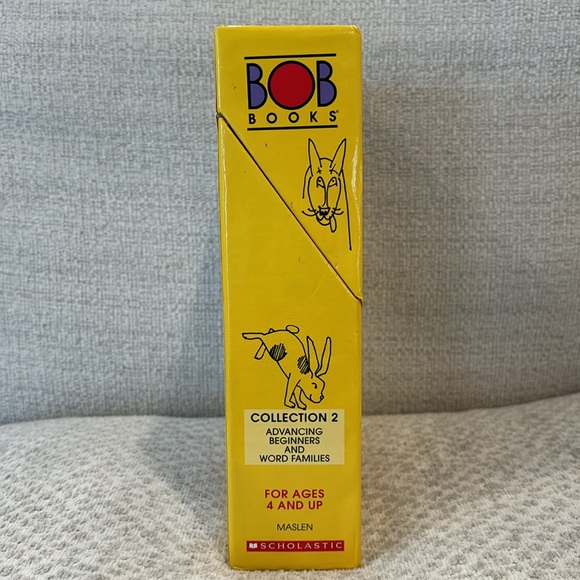 BOB
BOOKS®
COLLECTION 2
ADVANCING
BEGINNERS
AND
WORD FAMILIES
FOR AGES
4 AND UP
MASLEN
SCHOLASTIC